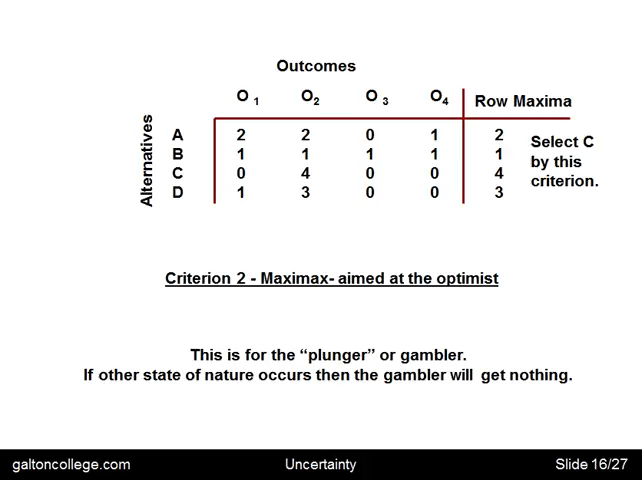 Outcomes
O 1 O2 O 3 O4 Row Maxima
Alternatives
A 2 2 0 1 2
B 1 1 1 1 1
C 0 4 0 0 4
D 1 3 0 0 3
Select C
by this
criterion.
Criterion 2 - Maximax- aimed at the optimist
This is for the “plunger” or gambler.
If other state of nature occurs then the gambler will get nothing.
galtoncollege.com Uncertainty Slide 16/27